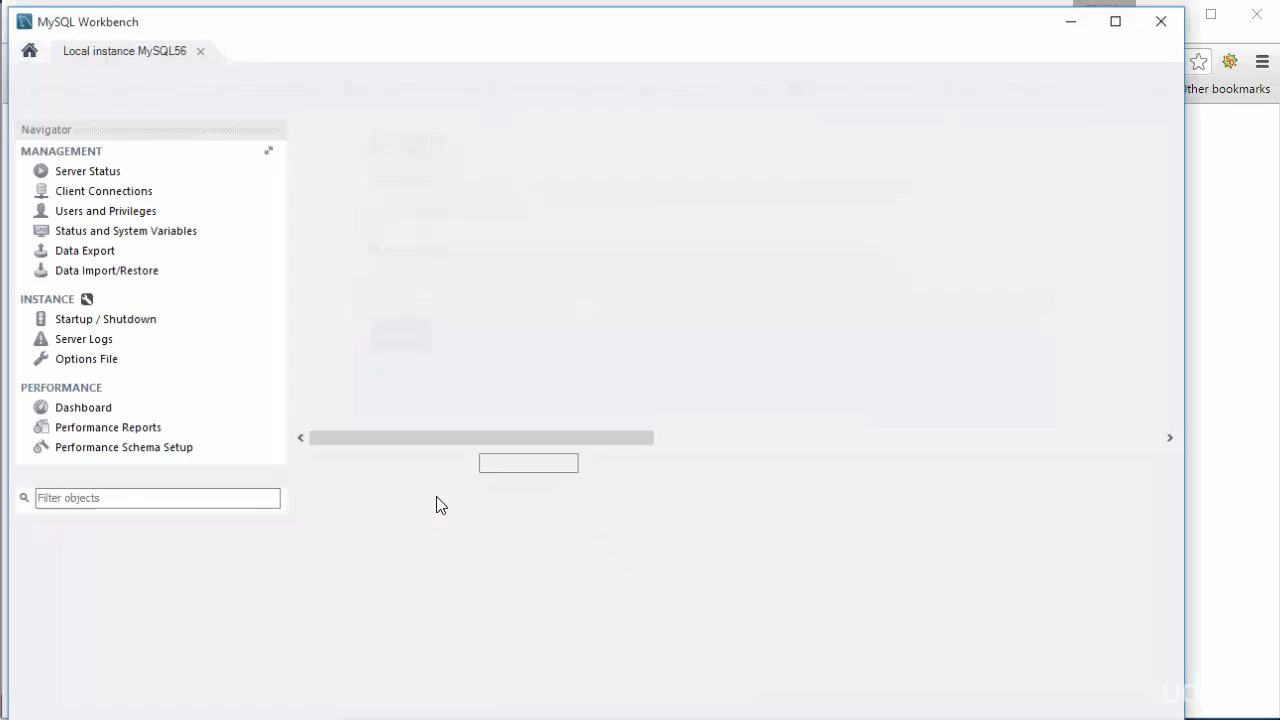 MySQL Workbench
Local instance MySQL56
Other bookmarks
Navigator
MANAGEMENT
Server Status
Client Connections
Users and Privileges
Status and System Variables
Data Export
Data Import/Restore
INSTANCE
Startup / Shutdown
Server Logs
Options File
PERFORMANCE
Dashboard
Performance Reports
Performance Schema Setup
Filter objects